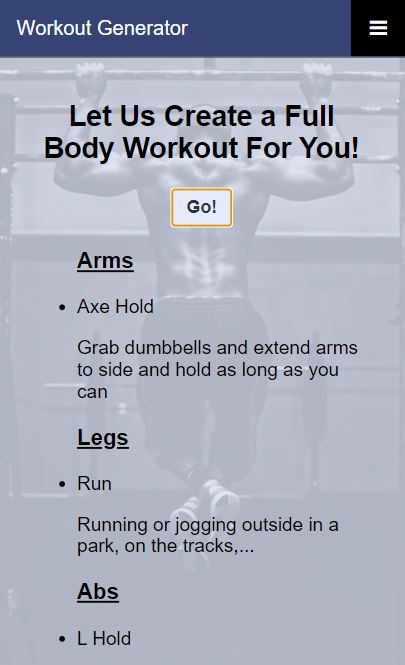 Workout Generator
Let Us Create a Full
Body Workout For You!
Go!
Arms
Axe Hold
Grab dumbbells and extend arms
to side and hold as long as you
can
Legs
Run
Running or jogging outside in a
park, on the tracks,...
Abs
L Hold